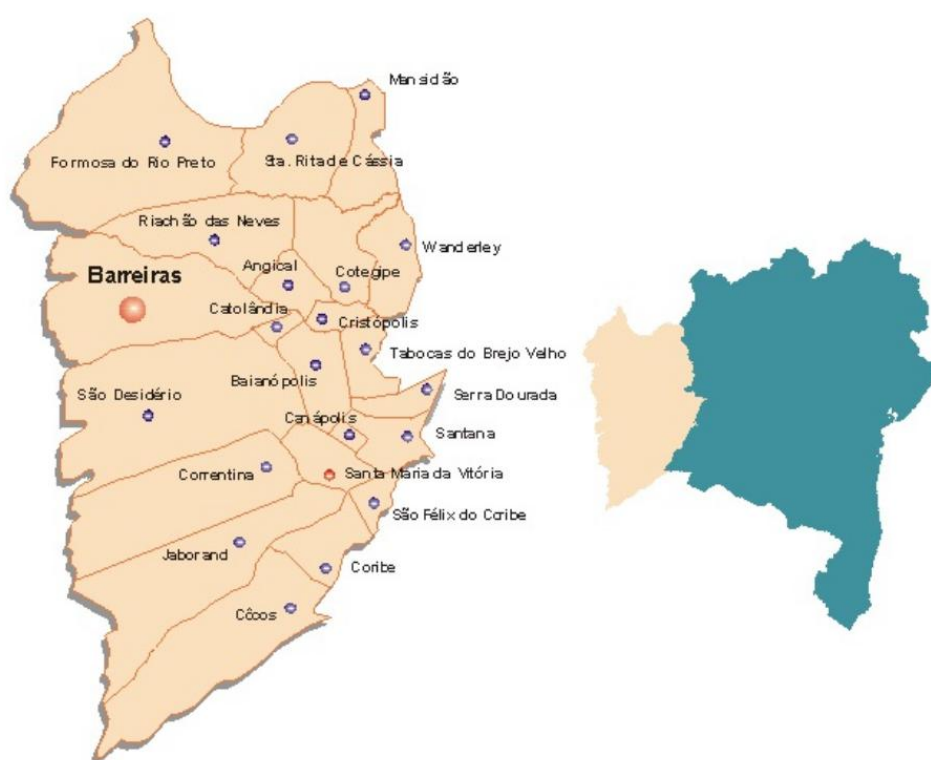 Mansidão
Formosa do Rio Preto
Sta. Rita de Cássia
Riachão das Neves
Wanderley
Angical
Cotegipe
Barreiras
Catolândia
Cristópolis
Tabocas do Brejo Velho
Baianópolis
São Desidério
Serra Dourada
Canápolis
Santana
Correntina
Santa Maria da Vitória
São Félix do Coribe
Jaborand
Coribe
Côcos